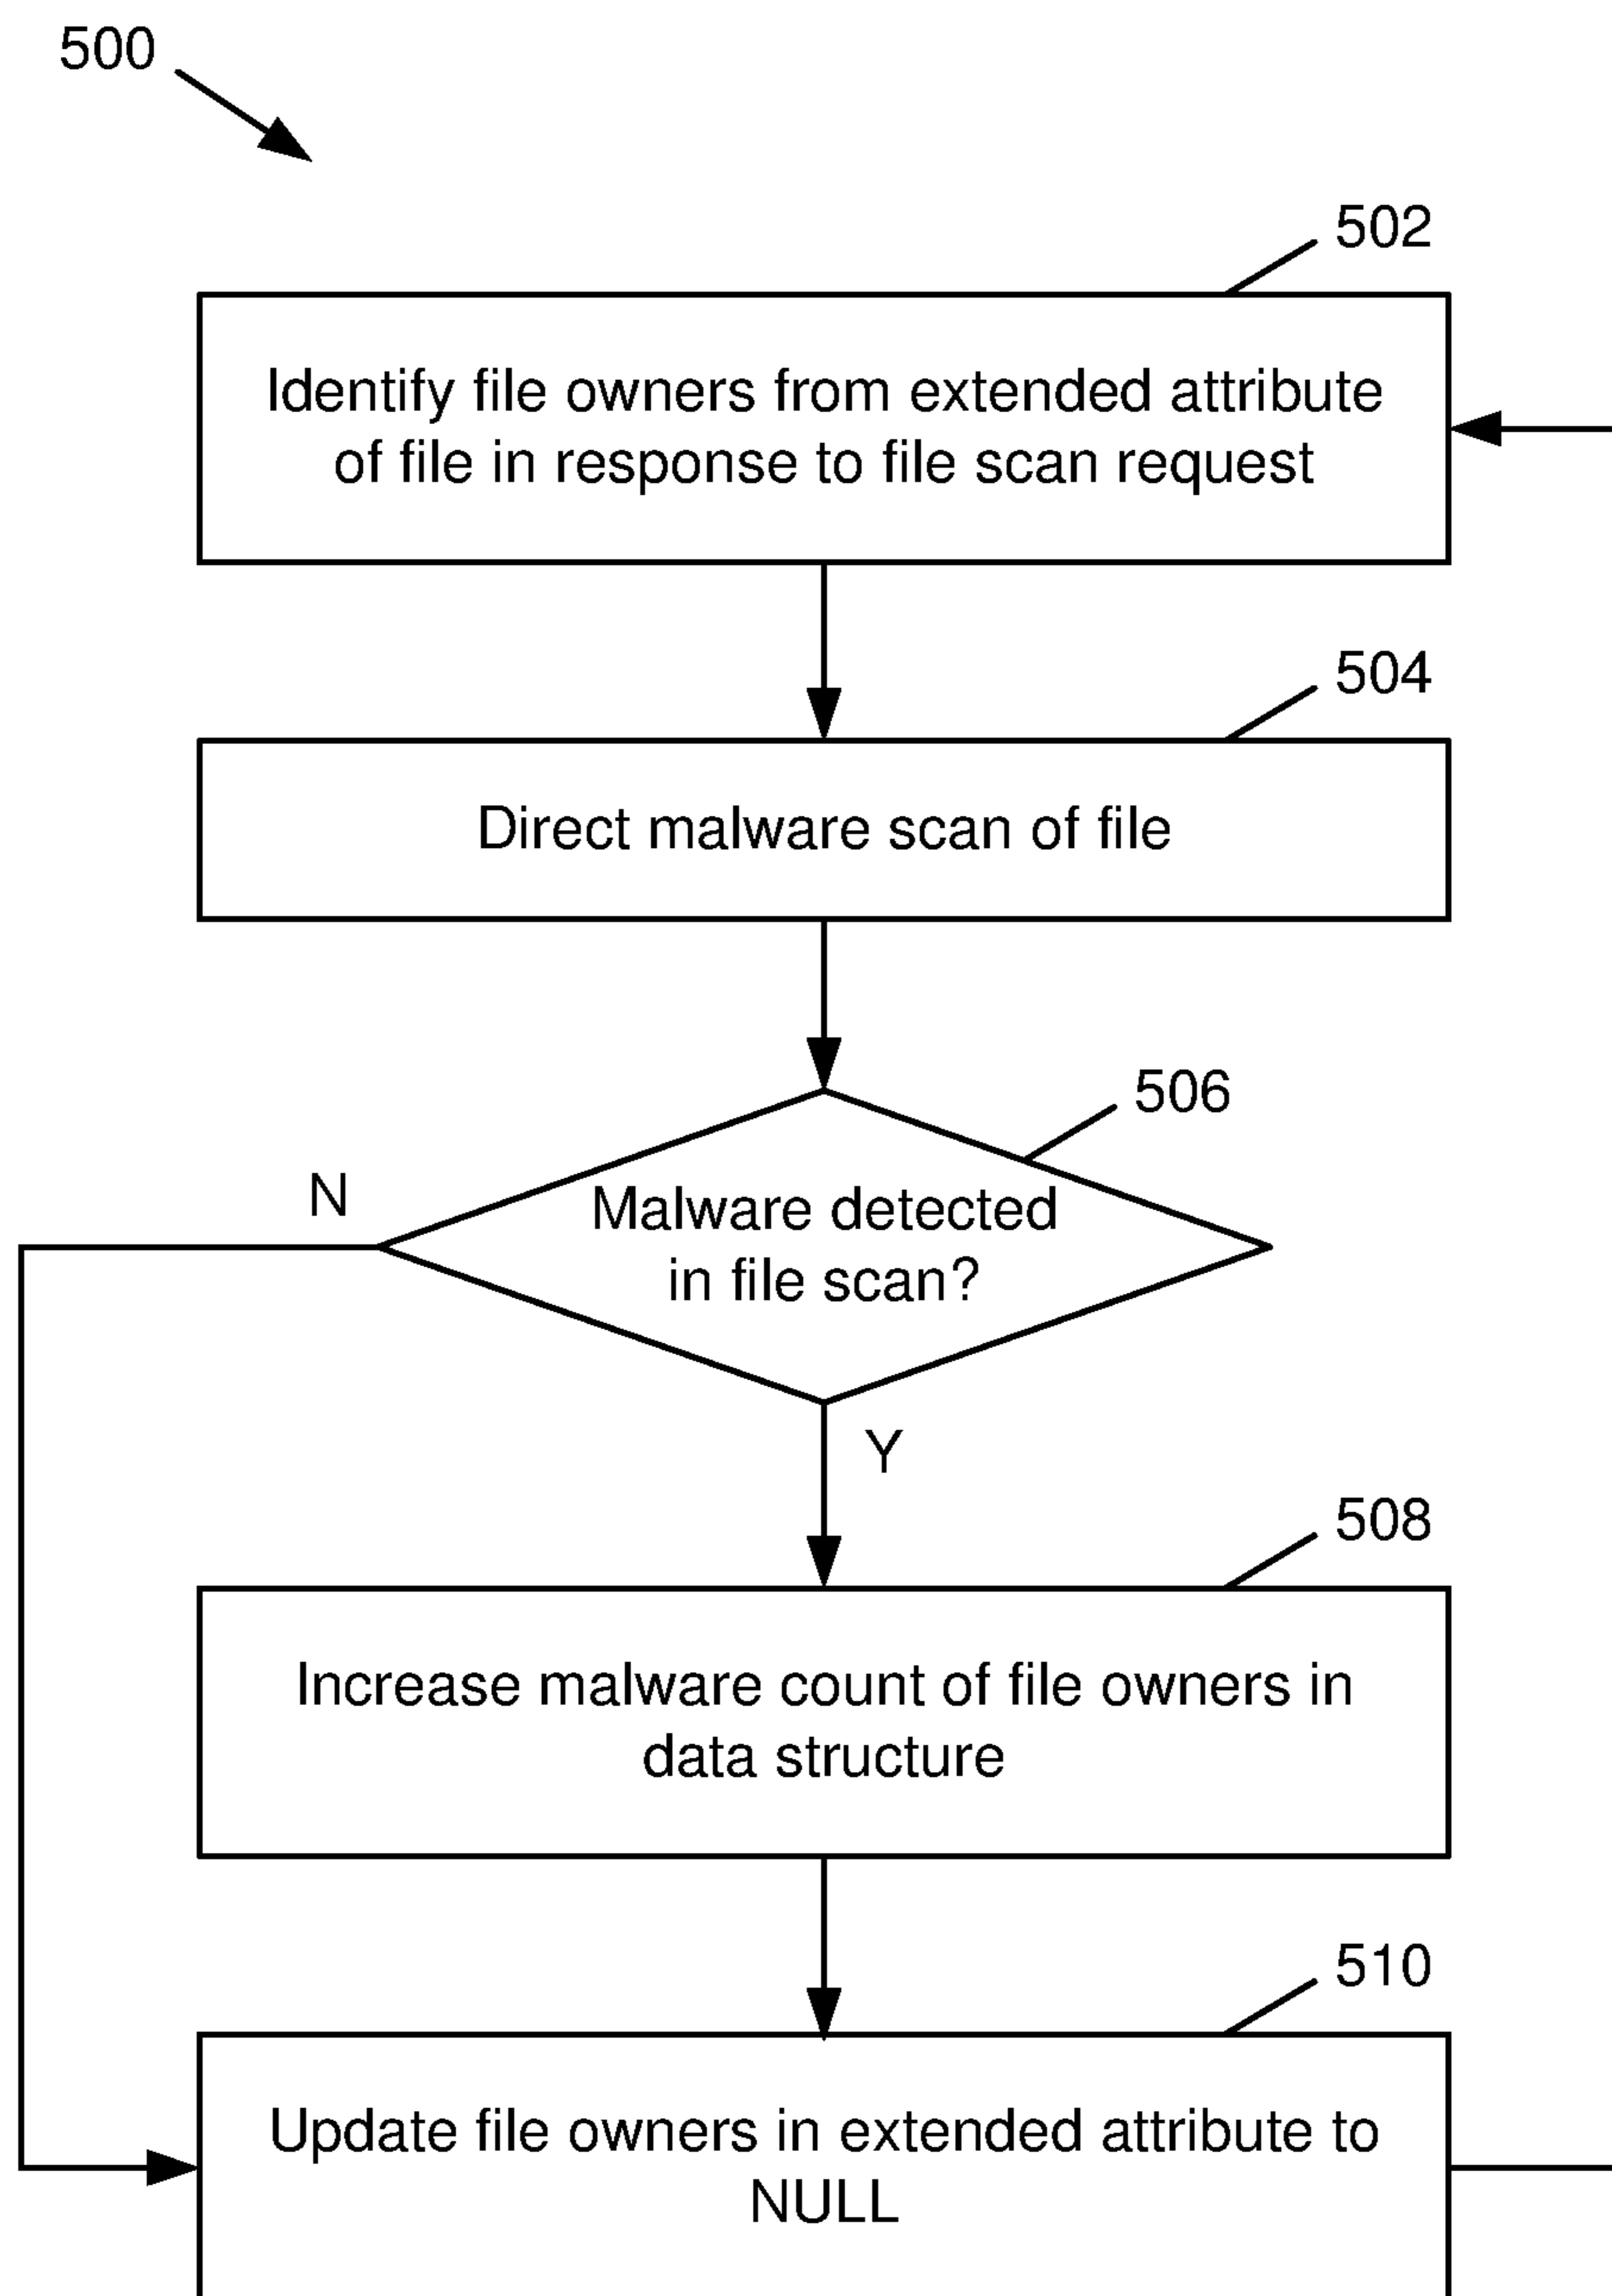 500
502
Identify file owners from extended attribute
of file in response to file scan request
504
Direct malware scan of file
506
N
Malware detected
in file scan?
Y
508
Increase malware count of file owners in
data structure
510
Update file owners in extended attribute to
NULL